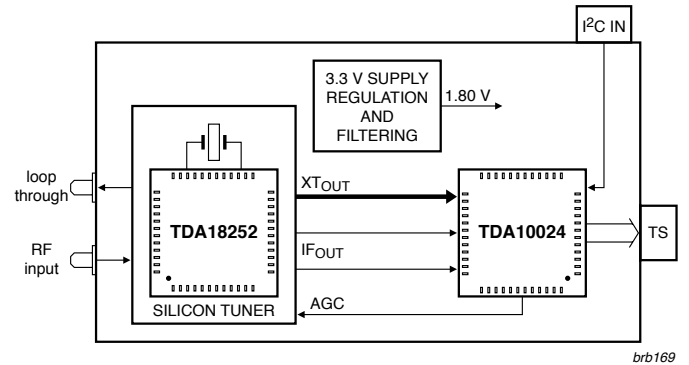 I²C IN
3.3 V SUPPLY
REGULATION
AND
FILTERING
1.80 V
loop
through
XTOUT
TDA18252
TDA10024
TS
RF
input
IFOUT
SILICON TUNER
AGC
brb169